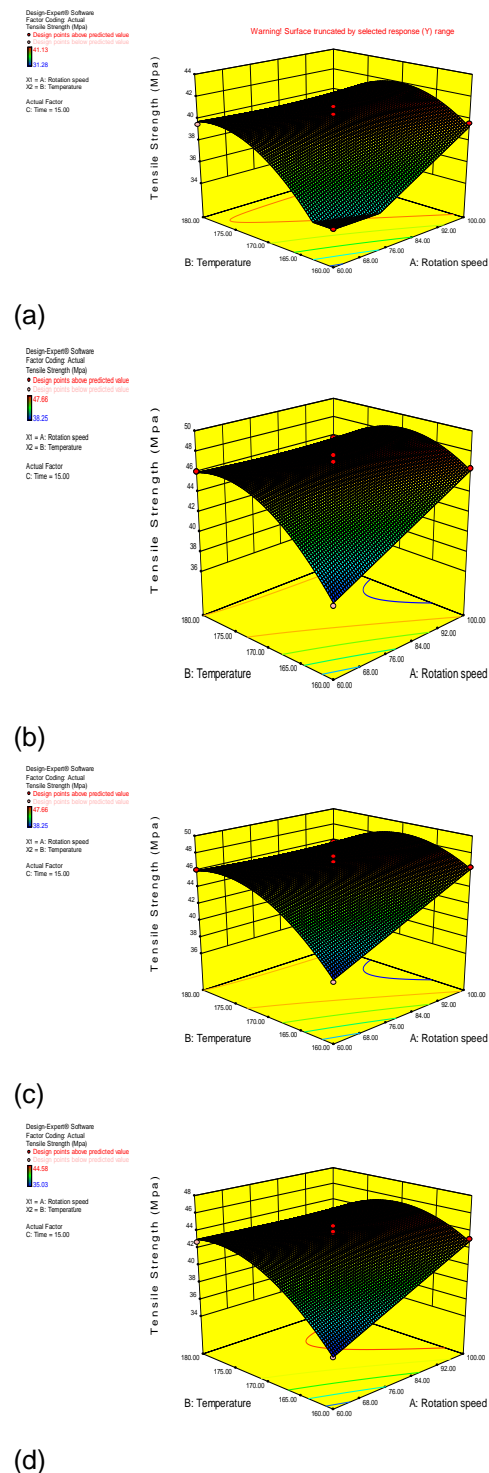 Design-Expert® Software
Tensile Strength (Mpa)
Design points above predicted value
Design points below predicted value
41.13
31.28
X1 = A: Rotation speed
X2 = B: Temperature
Actual Factor
C: Time = 15.00
Warning! Surface truncated by selected response (Y) range
44
42
40
38
36
34
Tensile Strength (Mpa)
180.00
175.00
170.00
165.00
160.00
60.00
68.00
76.00
84.00
92.00
100.00
B: Temperature
A: Rotation speed
(a)
Design-Expert® Software
Factor Coding: Actual
Tensile Strength (Mpa)
Design points above predicted value
Design points below predicted value
47.66
38.25
X1 = A: Rotation speed
X2 = B: Temperature
Actual Factor
C: Time = 15.00
50
48
46
44
42
40
38
36
Tensile Strength (Mpa)
180.00
175.00
170.00
165.00
160.00
60.00
68.00
76.00
84.00
92.00
100.00
B: Temperature
A: Rotation speed
(b)
Design-Expert® Software
Factor Coding: Actual
Tensile Strength (Mpa)
Design points above predicted value
Design points below predicted value
47.66
38.25
X1 = A: Rotation speed
X2 = B: Temperature
Actual Factor
C: Time = 15.00
50
48
46
44
42
40
38
36
Tensile Strength (Mpa)
180.00
175.00
170.00
165.00
160.00
60.00
68.00
76.00
84.00
92.00
100.00
B: Temperature
A: Rotation speed
(c)
Design-Expert® Software
Factor Coding: Actual
Tensile Strength (Mpa)
Design points above predicted value
Design points below predicted value
44.58
35.03
X1 = A: Rotation speed
X2 = B: Temperature
Actual Factor
C: Time = 15.00
48
46
44
42
40
38
36
34
Tensile Strength (Mpa)
180.00
175.00
170.00
165.00
160.00
60.00
68.00
76.00
84.00
92.00
100.00
B: Temperature
A: Rotation speed
(d)